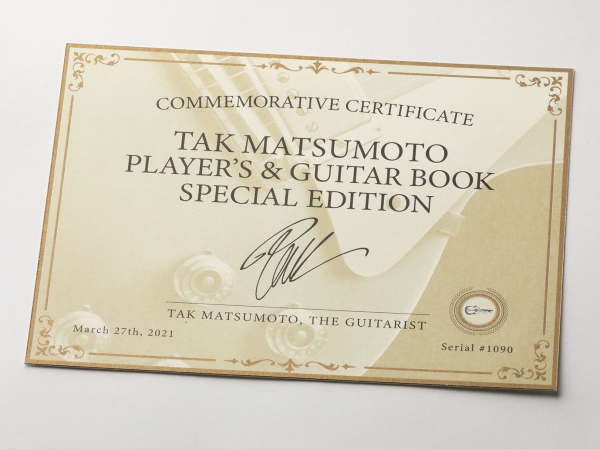 COMMEMORATIVE CERTIFICATE
TAK MATSUMOTO
PLAYER'S & GUITAR BOOK
SPECIAL EDITION
TAK MATSUMOTO, THE GUITARIST
March 27th, 2021
Serial #1090